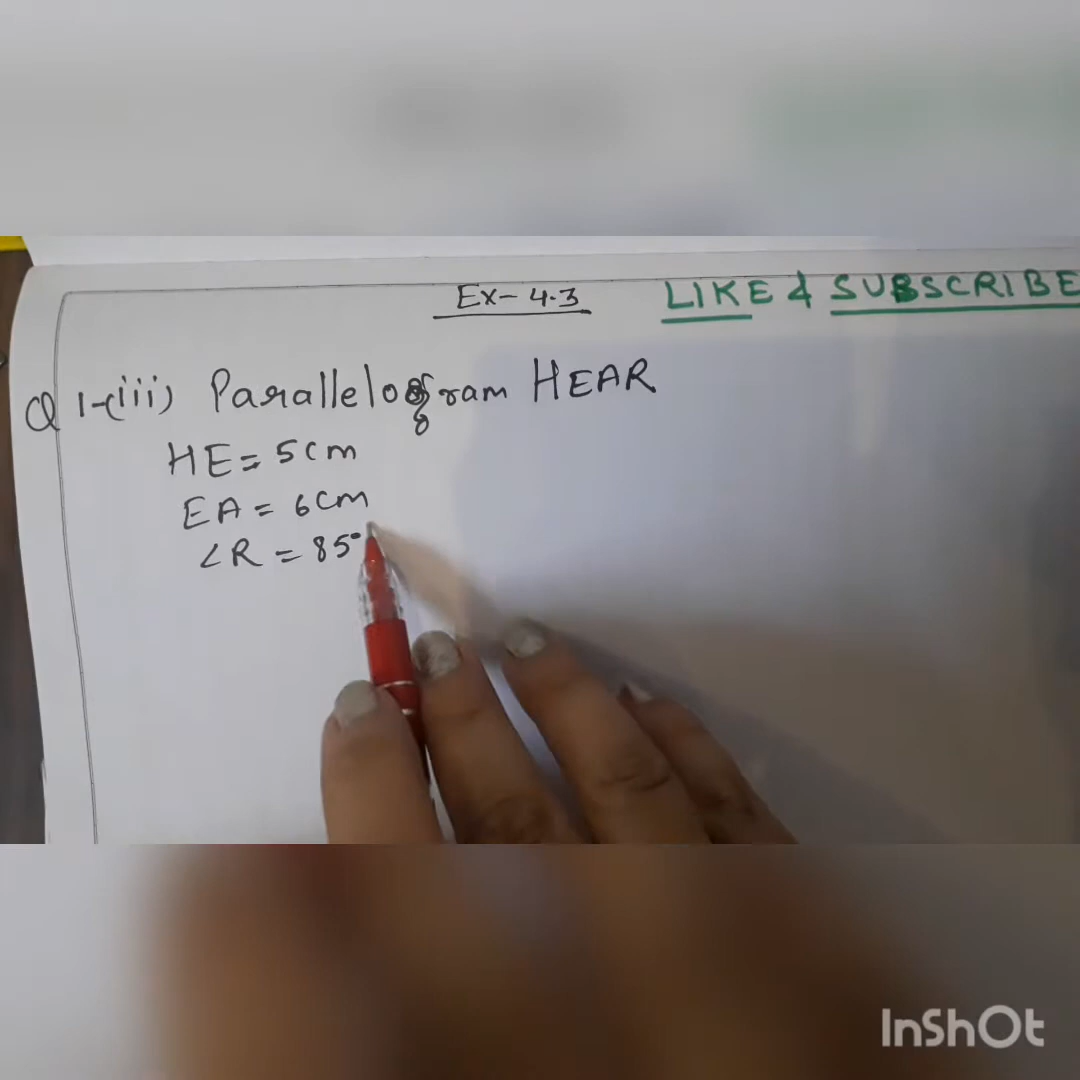 Ex- 4.3
LIKE & SUBSCRIBE
Q 1-(iii) Parallelogram HEAR
HE = 5cm
EA = 6cm
∠R = 85°
InShOt